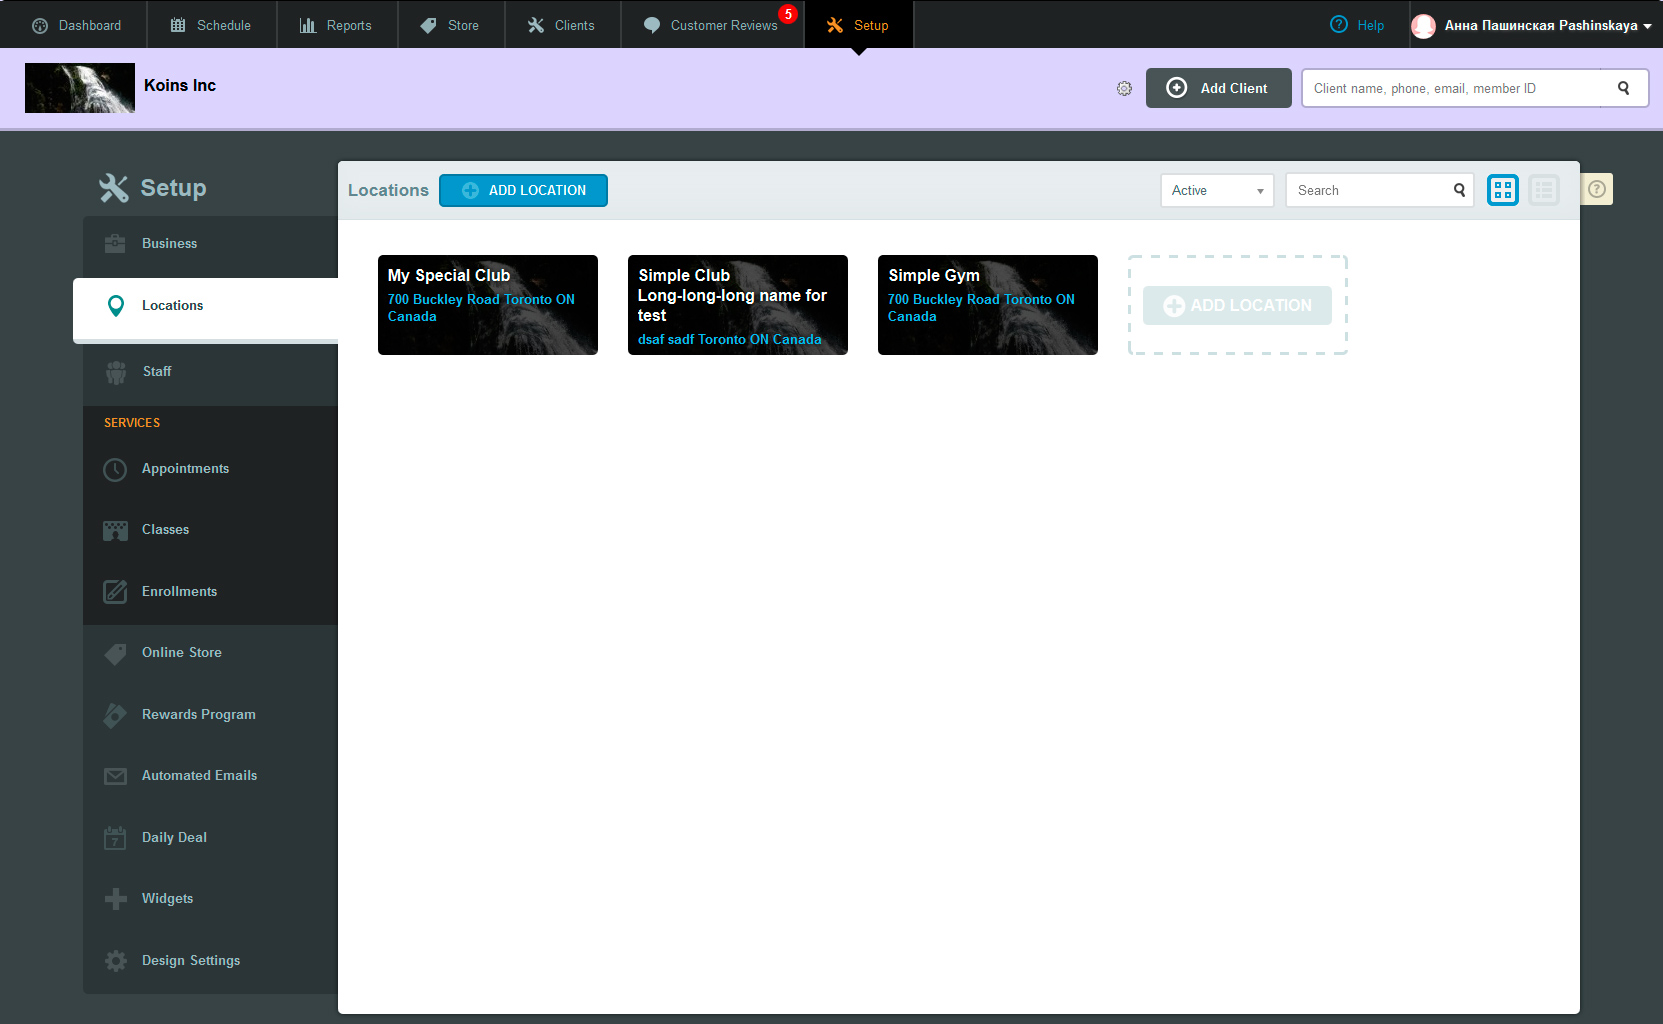 Dashboard
Schedule
Reports
Store
Clients
Customer Reviews
5
Setup
Help
Анна Пашинская Pashinskaya
Koins Inc
Add Client
Client name, phone, email, member ID
Setup
Business
Locations
Staff
SERVICES
Appointments
Classes
Enrollments
Online Store
Rewards Program
Automated Emails
7
Daily Deal
Widgets
Design Settings
Locations
ADD LOCATION
Active
Search
?
My Special Club
700 Buckley Road Toronto ON
Canada
Simple Club
Long-long-long name for
test
dsaf sadf Toronto ON Canada
Simple Gym
700 Buckley Road Toronto ON
Canada
ADD LOCATION